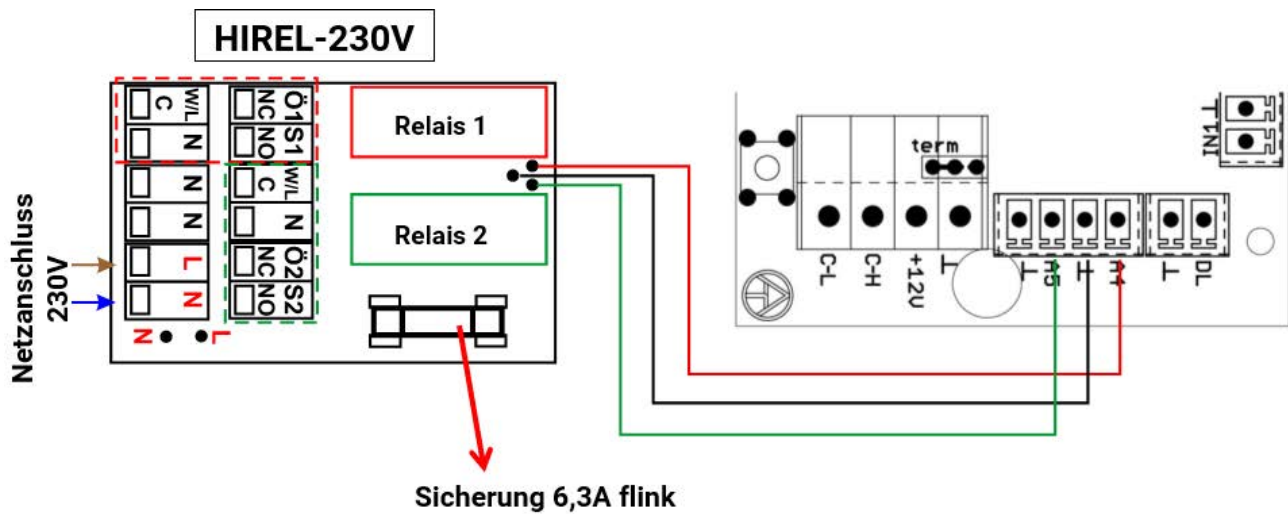 HIREL-230V
W/L
C
Ö1
NC
N
S1
NO
Relais 1
N
W/L
C
N
N
Relais 2
L
Ö2
NC
N
S2
NO
N
L
Netzanschluss
230V
Sicherung 6,3A flink
term
C-L
C-H
+12V
⊥
⊥
A5
⊥
A4
⊥
DL
⊥
IN1